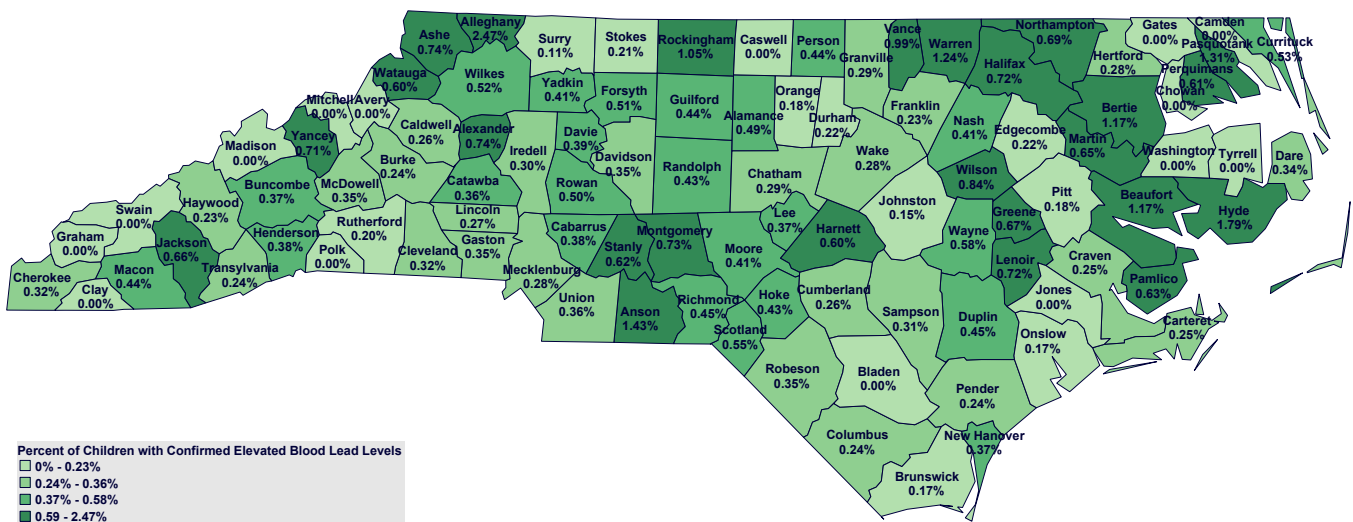 Alleghany
2.47%
Ashe
0.74%
Surry
0.11%
Stokes
0.21%
Rockingham
1.05%
Caswell
0.00%
Person
0.44%
Granville
0.29%
Vance
0.99%
Warren
1.24%
Northampton
0.69%
Halifax
0.72%
Gates
0.00%
Hertford
0.28%
Camden
0.00%
Pasquotank
1.31%
Currituck
0.53%
Perquimans
0.61%
Chowan
0.00%
Watauga
0.60%
Wilkes
0.52%
Yadkin
0.41%
Forsyth
0.51%
Guilford
0.44%
Alamance
0.49%
Orange
0.18%
Durham
0.22%
Franklin
0.23%
Nash
0.41%
Edgecombe
0.22%
Bertie
1.17%
Martin
0.65%
Washington
0.00%
Tyrrell
0.00%
Dare
0.34%
Mitchell
0.00%
Avery
0.00%
Caldwell
0.26%
Alexander
0.74%
Iredell
0.30%
Davie
0.39%
Davidson
0.35%
Randolph
0.43%
Chatham
0.29%
Wake
0.28%
Wilson
0.84%
Pitt
0.18%
Beaufort
1.17%
Hyde
1.79%
Madison
0.00%
Yancey
0.71%
Burke
0.24%
McDowell
0.35%
Catawba
0.36%
Rowan
0.50%
Buncombe
0.37%
Haywood
0.23%
Swain
0.00%
Graham
0.00%
Cherokee
0.32%
Clay
0.00%
Macon
0.44%
Jackson
0.66%
Transylvania
0.24%
Henderson
0.38%
Polk
0.00%
Rutherford
0.20%
Cleveland
0.32%
Lincoln
0.27%
Gaston
0.35%
Mecklenburg
0.28%
Cabarrus
0.38%
Stanly
0.62%
Montgomery
0.73%
Moore
0.41%
Lee
0.37%
Harnett
0.60%
Johnston
0.15%
Wayne
0.58%
Greene
0.67%
Lenoir
0.72%
Craven
0.25%
Pamlico
0.63%
Jones
0.00%
Carteret
0.25%
Onslow
0.17%
Duplin
0.45%
Sampson
0.31%
Cumberland
0.26%
Hoke
0.43%
Richmond
0.45%
Scotland
0.55%
Anson
1.43%
Union
0.36%
Robeson
0.35%
Bladen
0.00%
Pender
0.24%
Columbus
0.24%
New Hanover
0.37%
Brunswick
0.17%
Percent of Children with Confirmed Elevated Blood Lead Levels
0% - 0.23%
0.24% - 0.36%
0.37% - 0.58%
0.59 - 2.47%